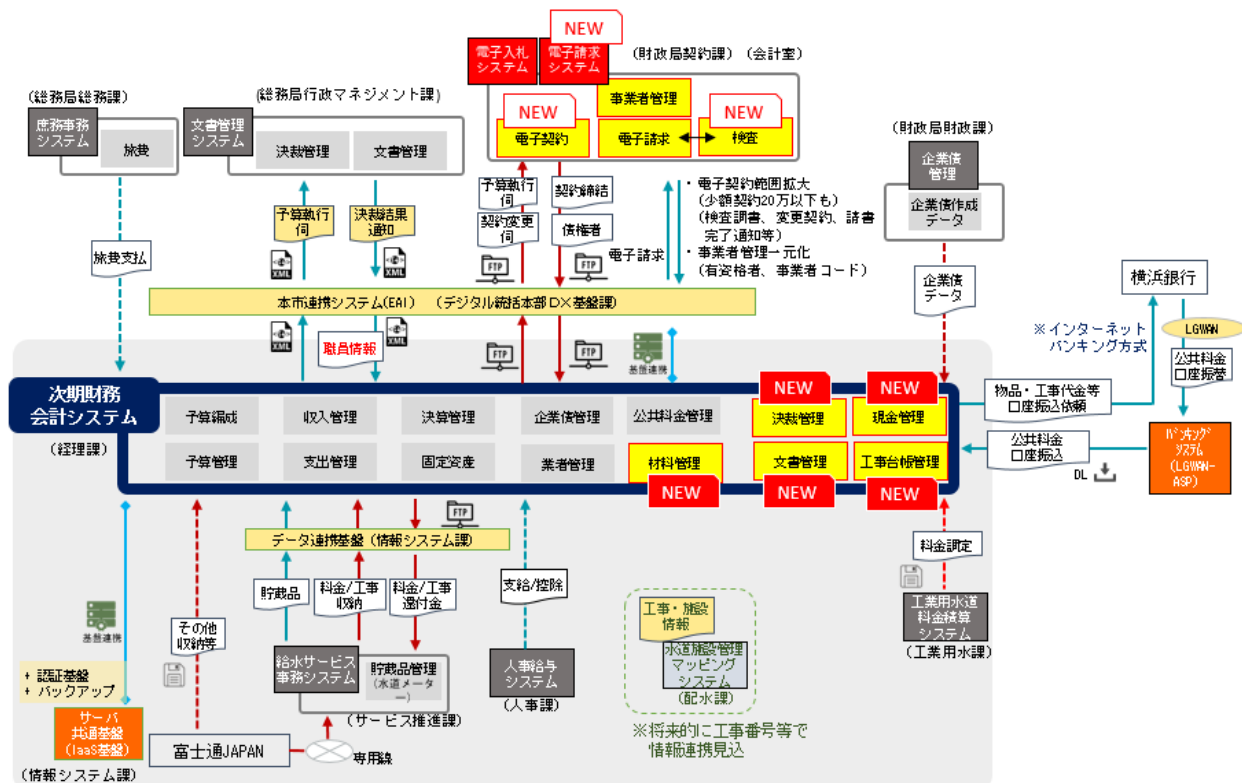 NEW
電子入札
システム
電子請求
システム
(財政局契約課) (会計室)
NEW
事業者管理
NEW
電子契約
電子請求
検査
(総務局総務課)
庶務事務
システム
旅費
(総務局行政マネジメント課)
文書管理
システム
決裁管理
文書管理
(財政局財政課)
企業債
管理
企業債作成
データ
予算執行
伺
決裁結果
通知
XML
XML
予算執行
伺
契約変更
伺
契約締結
債権者
FTP
FTP
電子請求
・ 電子契約範囲拡大
(少額契約20万以下も)
(検査調書、変更契約、請書
完了通知等)
・ 事業者管理一元化
(有資格者、事業者コード)
旅費支払
企業債
データ
横浜銀行
本市連携システム(EAI) (デジタル統括本部DX基盤課)
XML
職員情報
XML
FTP
FTP
基盤連携
※インターネット
バンキング方式
LGWAN
公共料金
口座振替
次期財務
会計システム
(経理課)
予算編成
収入管理
決算管理
企業債管理
公共料金管理
NEW
決裁管理
NEW
現金管理
予算管理
支出管理
固定資産
業者管理
材料管理
NEW
文書管理
NEW
工事台帳管理
NEW
物品・工事代金等
口座振込依頼
公共料金
口座振込
DL
バンキング
システム
(LGWAN-
ASP)
FTP
データ連携基盤(情報システム課)
貯蔵品
料金/工事
収納
料金/工事
還付金
支給/控除
料金調定
基盤連携
その他
収納等
+ 認証基盤
+ バックアップ
サーバ
共通基盤
(IaaS基盤)
(情報システム課)
富士通JAPAN
専用線
給水サービス
事務システム
貯蔵品管理
(水道メータ
ー)
(サービス推進課)
人事給与
システム
(人事課)
工事・施設
情報
水道施設管理
マッピング
システム
(配水課)
※将来的に工事番号等で
情報連携見込
工業用水道
料金積算
システム
(工業用水課)